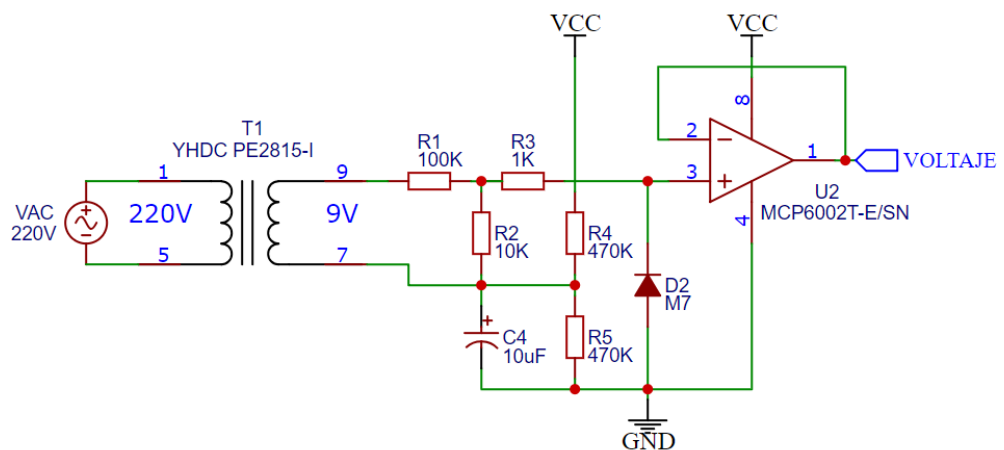 VCC
VCC
T1
YHDC PE2815-I
1
9
5
7
220V
9V
VAC
220V
+
R1
100K
R3
1K
R2
10K
R4
470K
R5
470K
+
C4
10uF
D2
M7
8
2
3
1
4
−
+
VOLTAJE
U2
MCP6002T-E/SN
GND